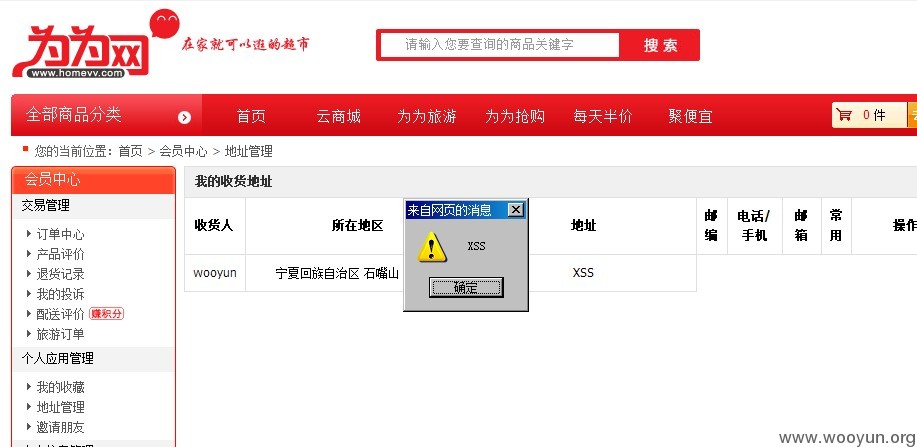 为为网
www.homevv.com
在家就可以逛的超市
请输入您要查询的商品关键字
搜 索
全部商品分类
首页
云商城
为为旅游
为为抢购
每天半价
聚便宜
0 件
您的当前位置：首页 > 会员中心 > 地址管理
会员中心
交易管理
订单中心
产品评价
退货记录
我的投诉
配送评价 赚积分
旅游订单
个人应用管理
我的收藏
地址管理
邀请朋友
我的收货地址
收货人
所在地区
地址
邮编
电话/手机
邮箱
常用
操作
wooyun
宁夏回族自治区 石嘴山
XSS
来自网页的消息
XSS
确定
www.wooyun.org